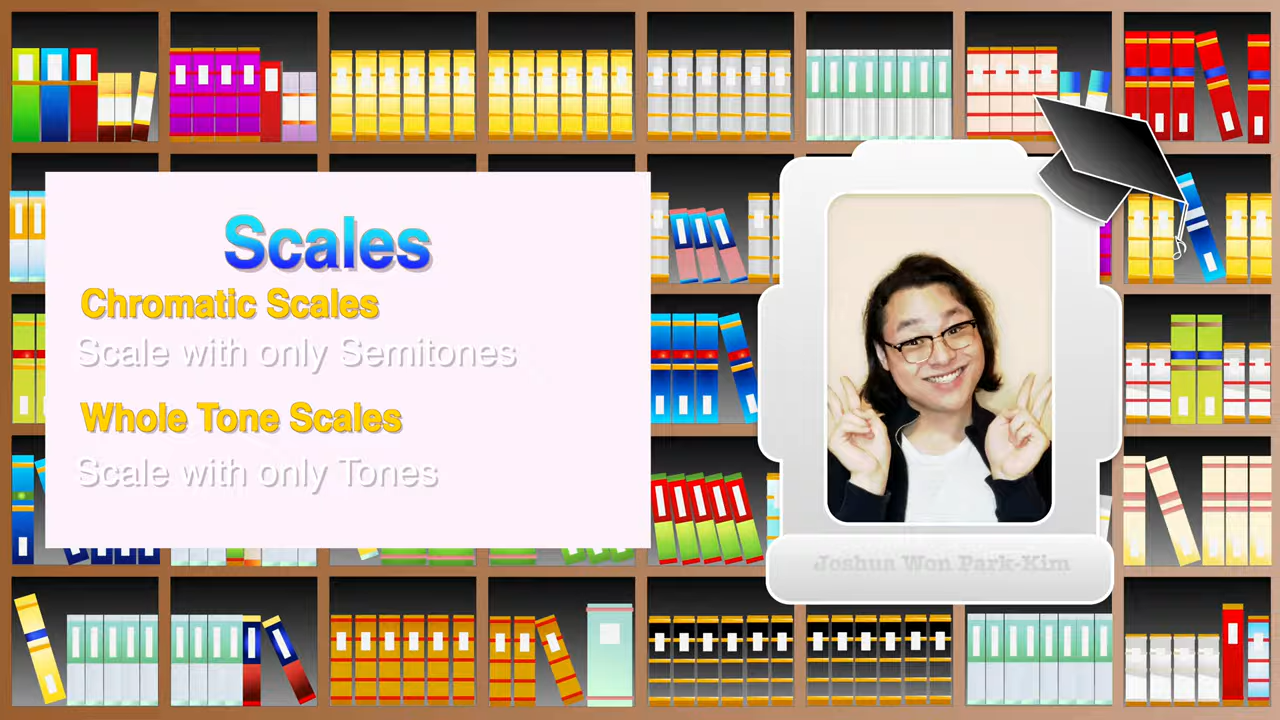 Scales
Chromatic Scales
Scale with only Semitones
Whole Tone Scales
Scale with only Tones
Joshua Won Park-Kim